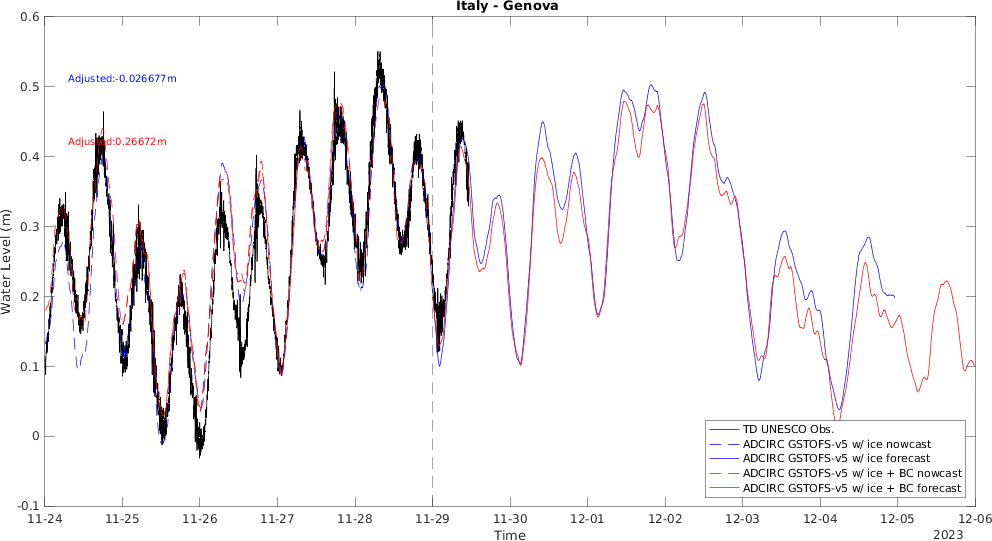 Italy - Genova
0.6
0.5
0.4
0.3
0.2
0.1
0
-0.1
Water Level (m)
Adjusted:-0.026677m
Adjusted:0.26672m
TD UNESCO Obs.
ADCIRC GSTOFS-v5 w/ ice nowcast
ADCIRC GSTOFS-v5 w/ ice forecast
ADCIRC GSTOFS-v5 w/ ice + BC nowcast
ADCIRC GSTOFS-v5 w/ ice + BC forecast
11-24 11-25 11-26 11-27 11-28 11-29 11-30 12-01 12-02 12-03 12-04 12-05 12-06
Time
2023